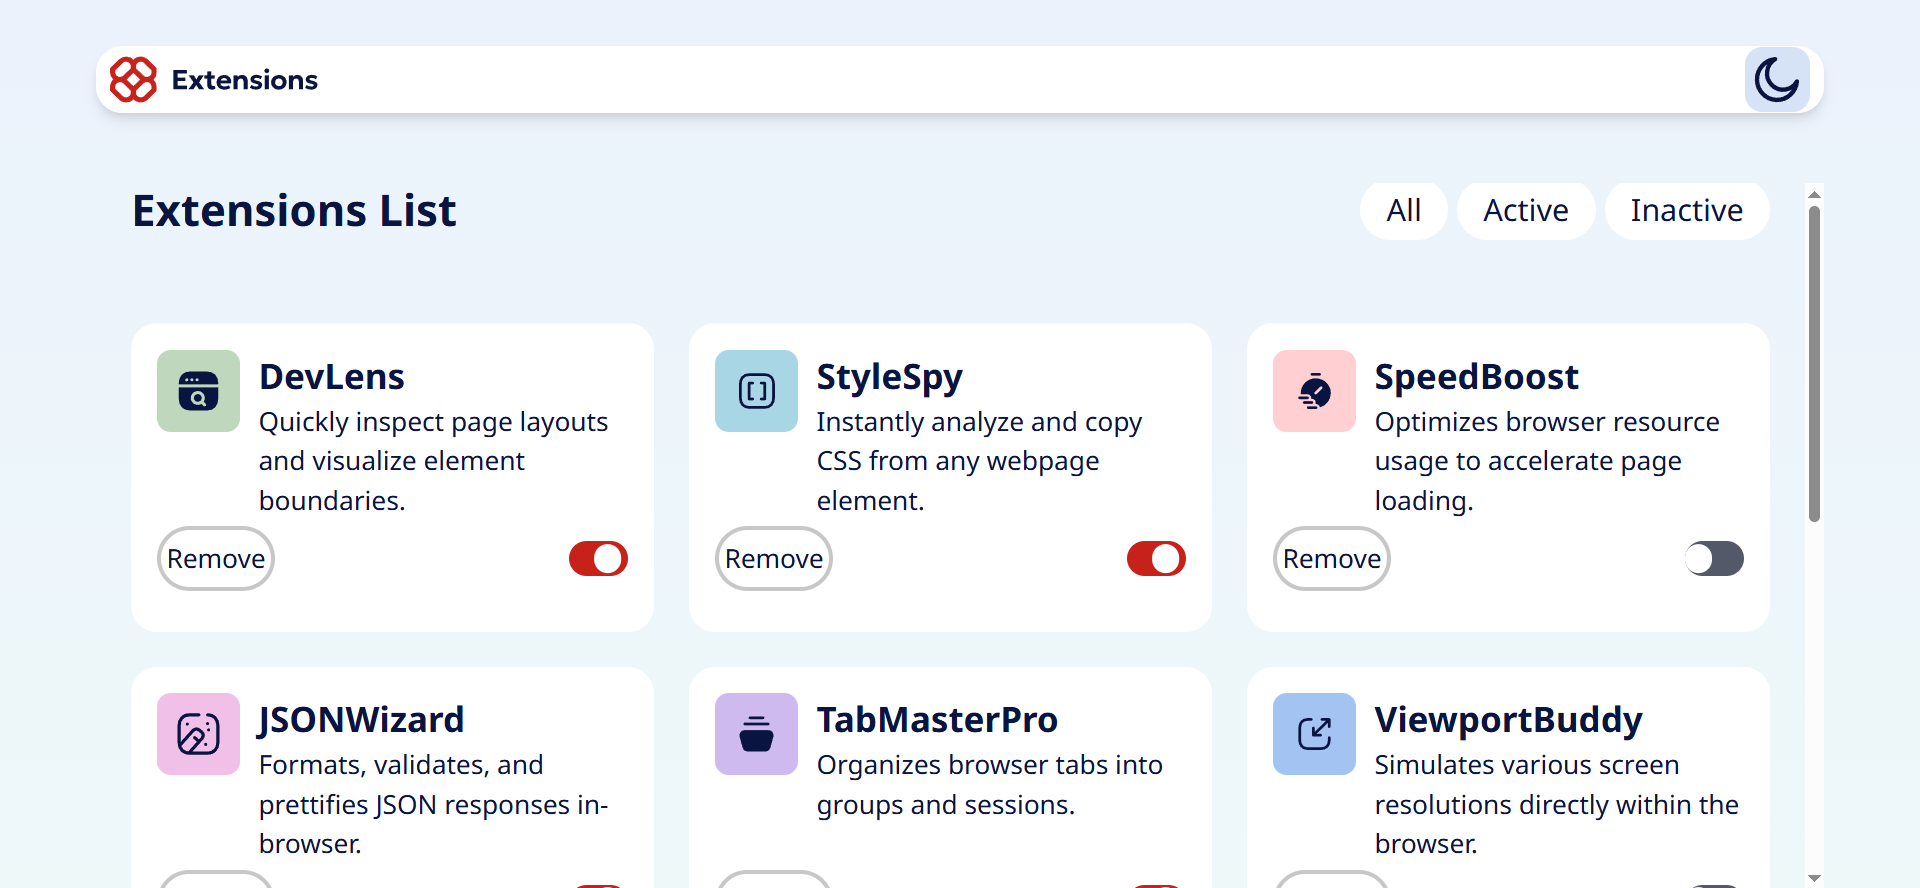 Extensions
Extensions List
All
Active
Inactive
DevLens
Quickly inspect page layouts
and visualize element
boundaries.
Remove
StyleSpy
Instantly analyze and copy
CSS from any webpage
element.
Remove
SpeedBoost
Optimizes browser resource
usage to accelerate page
loading.
Remove
JSONWizard
Formats, validates, and
prettifies JSON responses in-
browser.
TabMasterPro
Organizes browser tabs into
groups and sessions.
ViewportBuddy
Simulates various screen
resolutions directly within the
browser.